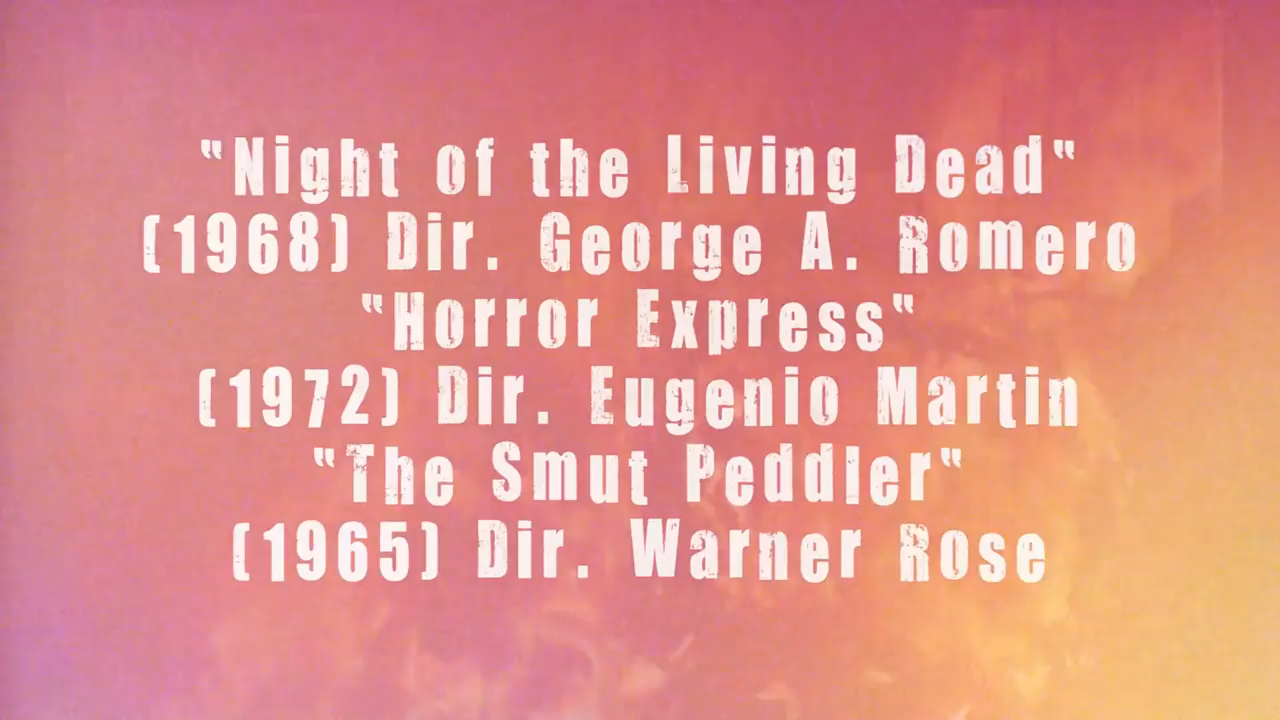 "Night of the Living Dead"
(1968) Dir. George A. Romero
"Horror Express"
(1972) Dir. Eugenio Martin
"The Smut Peddler"
(1965) Dir. Warner Rose